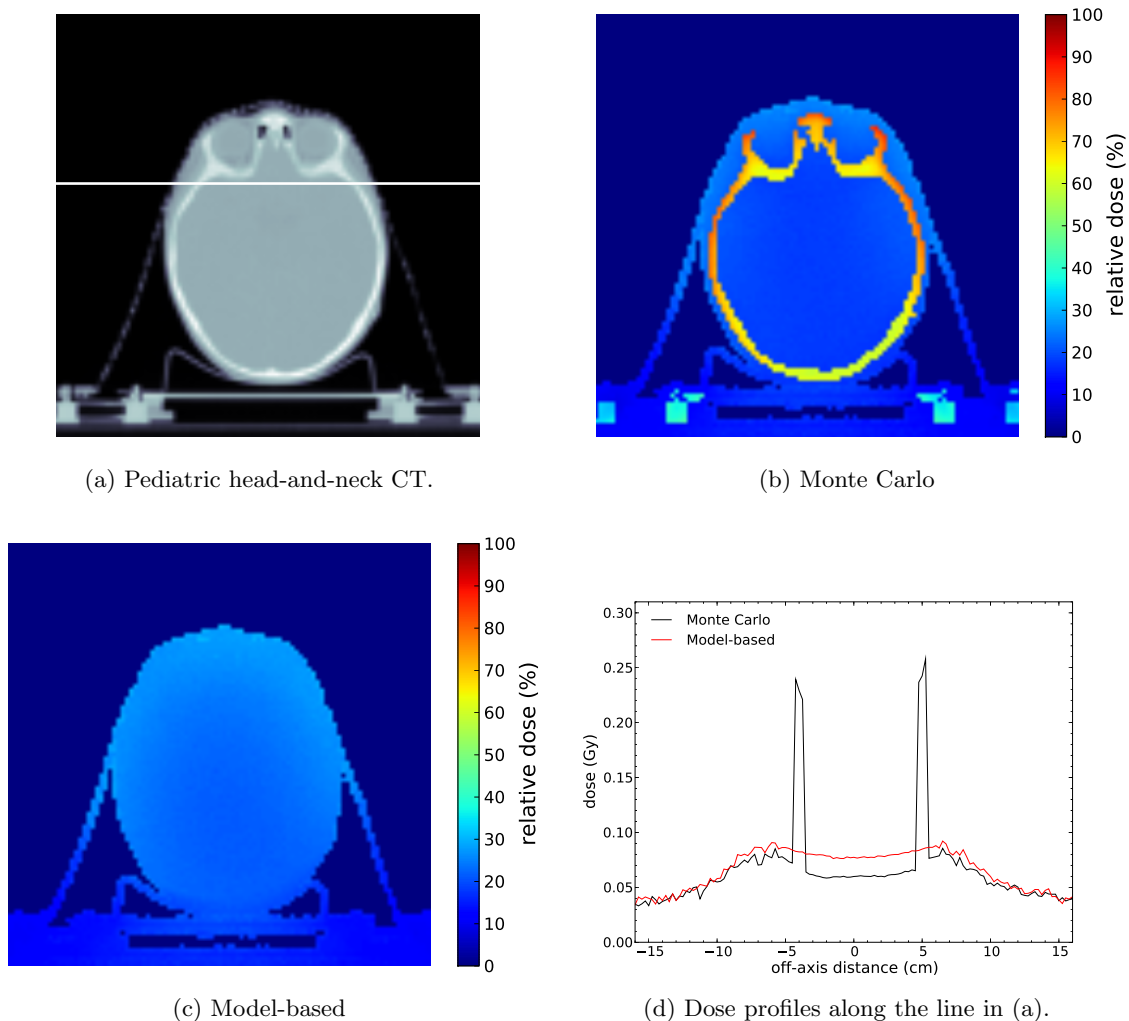 100
90
80
70
60
50
40
30
20
10
0
relative dose (%)
(a) Pediatric head-and-neck CT.
(b) Monte Carlo
100
90
80
70
60
50
40
30
20
10
0
relative dose (%)
0.30
0.25
0.20
0.15
0.10
0.05
0.00
dose (Gy)
Monte Carlo
Model-based
−15 −10 −5 0 5 10 15
off-axis distance (cm)
(c) Model-based
(d) Dose profiles along the line in (a).